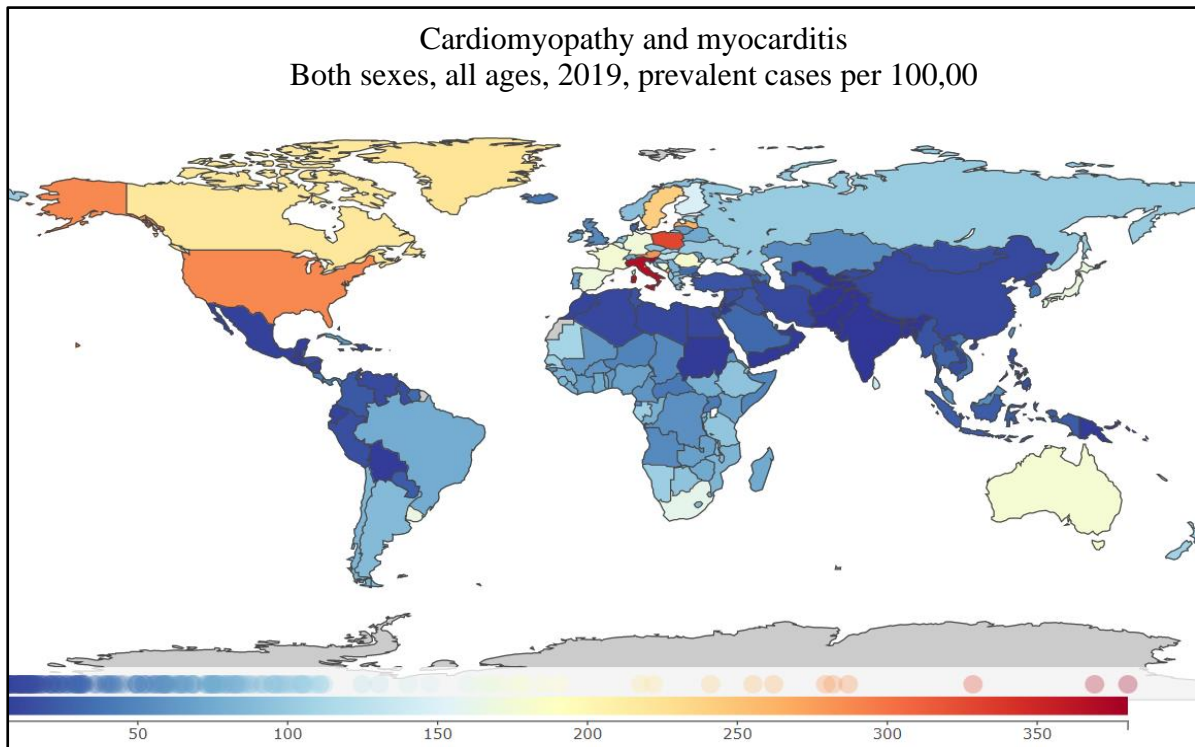 Cardiomyopathy and myocarditis
Both sexes, all ages, 2019, prevalent cases per 100,00
50 100 150 200 250 300 350